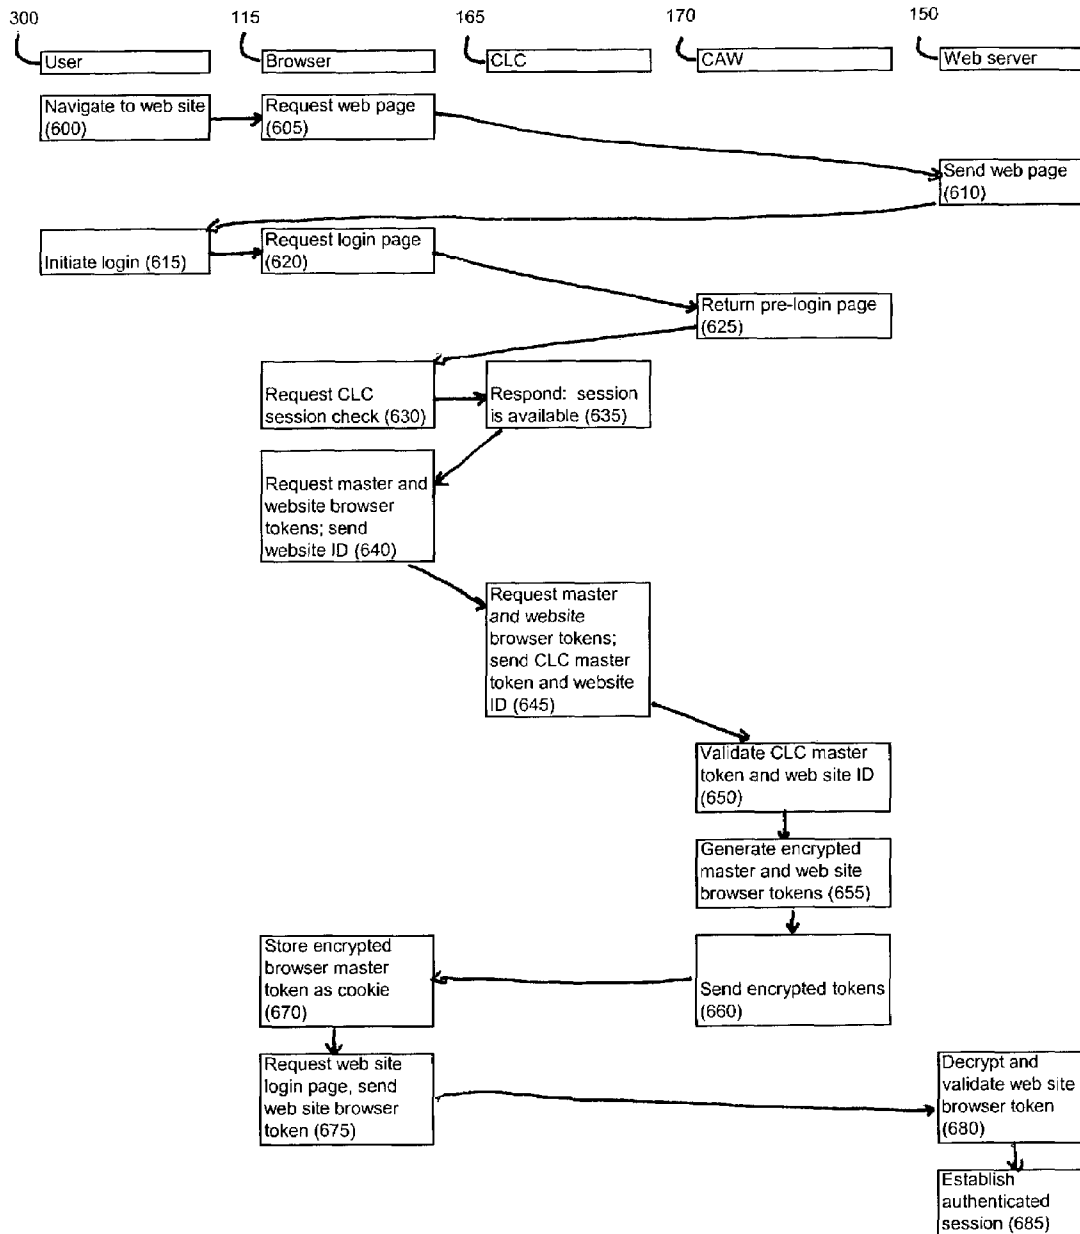 300
115
165
170
150
User
Browser
CLC
CAW
Web server
Navigate to web site
(600)
Request web page
(605)
Send web page
(610)
Initiate login (615)
Request login page
(620)
Return pre-login page
(625)
Request CLC
session check (630)
Respond: session
is available (635)
Request master and
website browser
tokens; send
website ID (640)
Request master
and website
browser tokens;
send CLC master
token and website
ID (645)
Validate CLC master
token and web site ID
(650)
Generate encrypted
master and web site
browser tokens (655)
Send encrypted tokens
(660)
Store encrypted
browser master
token as cookie
(670)
Request web site
login page, send
web site browser
token (675)
Decrypt and
validate web site
browser token
(680)
Establish
authenticated
session (685)